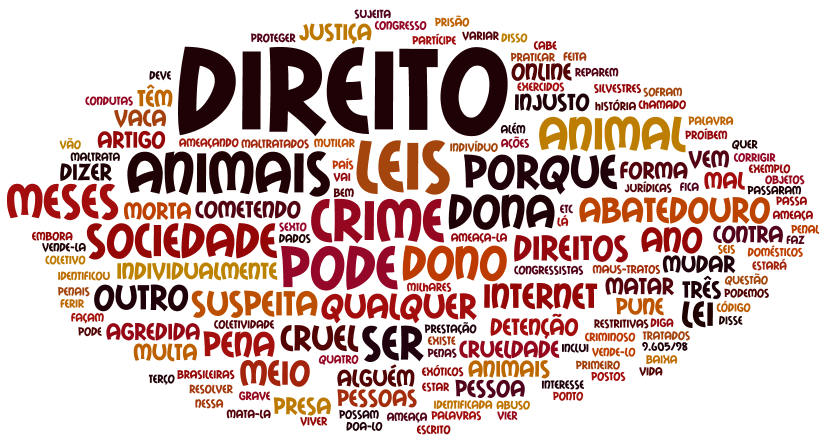 SUJEITA
PRISÃO
CONGRESSO
JUSTIÇA
PROTEGER
PARTÍCIPE
VARIAR
DISSO
CABE
DIREITO
PRATICAR
FEITA
DEVE
ONLINE
REPAREM
EXERCIDOS
SILVESTRES
SOFRAM
TÊM
CONDUTAS
INJUSTO
HISTÓRIA
CHAMADO
VACA
ANIMAL
PALAVRA
ALÉM
PROÍBEM
ARTIGO
AMEAÇANDO
MALTRATADOS
MUTILAR
INDIVÍDUO
AÇÕES
VÃO
QUER
MALTRATA
ANIMAIS
LEIS
PORQUE
VEM
CORRIGIR
DIZER
PAÍS
FORMA
EXEMPLO
VAI
MAL
OBJETOS
JURÍDICAS
FICA
PASSARAM
MESES
BEM
MORTA
COMETENDO
CRIME
DONA
ETC
LÁ
ABATEDOURO
PASSA
AMEAÇA
SEXTO
DADOS
SOCIEDADE
EMBORA
VENDE-LA
AMEAÇA-LA
DIREITOS
ANO
CONTRA
PENAL
FAZ
SEIS
DOMÉSTICOS
COLETIVO
INDIVIDUALMENTE
PODE
DONO
CONGRESSISTAS
MAUS-TRATOS
MUDAR
ESTARÁ
IDENTIFICOU
QUESTÃO
PENAIS
OUTRO
SUSPEITA
MILHARES
QUALQUER
INTERNET
MATAR
TRÊS
PODEMOS
FERIR
PUNE
LEI
CÓDIGO
FAÇAM
DISSE
PODE
AGREDIDA
COLETIVIDADE
PRESTAÇÃO
DETENÇÃO
RESTRITIVAS
DIGA
PENA
CRUEL
SER
EXISTE
CRIMINOSO
TRATADOS
MULTA
PENAS
CRUELDADE
INCLUI
VENDE-LO
9.605/98
QUATRO
BAIXA
MEIO
EXÓTICOS
ANIMAIS
PRIMEIRO
VIDA
TERÇO
BRASILEIRAS
ALGUÉM
POSTOS
RESOLVER
ESTAR
PESSOA
INTERESSE
GRAVE
PESSOAS
PONTO
NESSA
PRESA
IDENTIFICADA
ABUSO
MATA-LA
POSSAM
AMEAÇA
PALAVRAS
VIER
VIVER
DOA-LO
ESCRITO